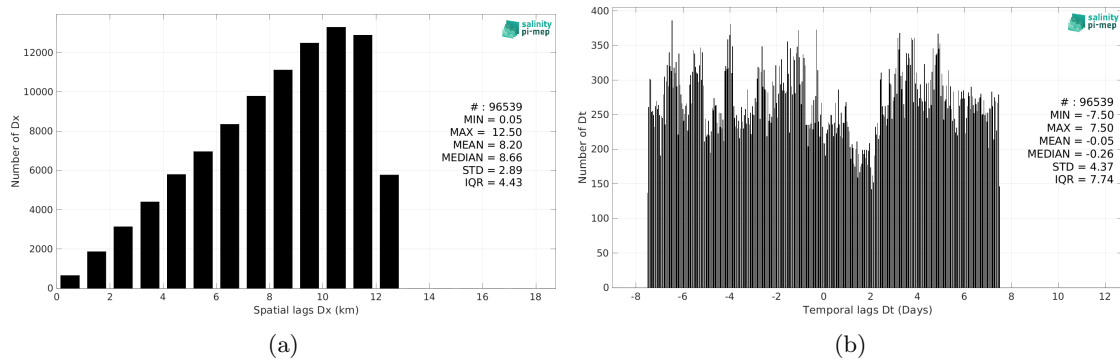 salinity
pi-mep
12000
10000
8000
6000
4000
2000
0
Number of Dx
# : 96539
MIN = 0.05
MAX = 12.50
MEAN = 8.20
MEDIAN = 8.66
STD = 2.89
IQR = 4.43
0 2 4 6 8 10 12 14 16 18
Spatial lags Dx (km)
(a)
salinity
pi-mep
400
350
300
250
200
150
100
50
0
Number of Dt
# : 96539
MIN = -7.50
MAX = 7.50
MEAN = -0.05
MEDIAN = -0.26
STD = 4.37
IQR = 7.74
-8 -6 -4 -2 0 2 4 6 8 10 12
Temporal lags Dt (Days)
(b)